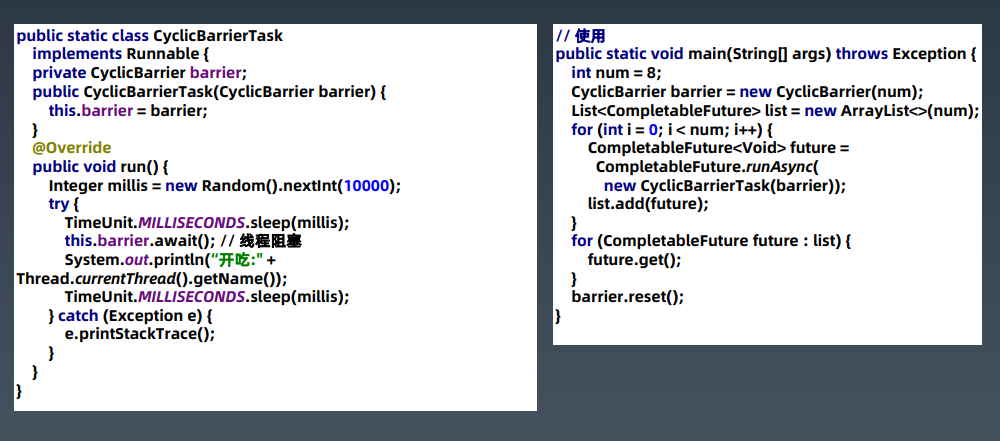 public static class CyclicBarrierTask
implements Runnable {
private CyclicBarrier barrier;
public CyclicBarrierTask(CyclicBarrier barrier) {
this.barrier = barrier;
}
@Override
public void run() {
Integer millis = new Random().nextInt(10000);
try {
TimeUnit.MILLISECONDS.sleep(millis);
this.barrier.await(); // 线程阻塞
System.out.println(“开吃:" +
Thread.currentThread().getName());
TimeUnit.MILLISECONDS.sleep(millis);
} catch (Exception e) {
e.printStackTrace();
}
}
}
// 使用
public static void main(String[] args) throws Exception {
int num = 8;
CyclicBarrier barrier = new CyclicBarrier(num);
List<CompletableFuture> list = new ArrayList<>(num);
for (int i = 0; i < num; i++) {
CompletableFuture<Void> future =
CompletableFuture.runAsync(
new CyclicBarrierTask(barrier));
list.add(future);
}
for (CompletableFuture future : list) {
future.get();
}
barrier.reset();
}